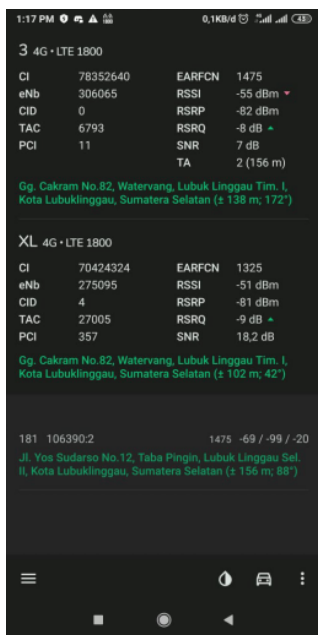 1:17 PM 0,1KB/d 48
3 4G • LTE 1800
CI 78352640 EARFCN 1475
eNb 306065 RSSI -55 dBm
CID 0 RSRP -82 dBm
TAC 6793 RSRQ -8 dB
PCI 11 SNR 7 dB
TA 2 (156 m)
Gg. Cakram No.82, Watervang, Lubuk Linggau Tim. I,
Kota Lubuklinggau, Sumatera Selatan (± 138 m; 172°)
XL 4G • LTE 1800
CI 70424324 EARFCN 1325
eNb 275095 RSSI -51 dBm
CID 4 RSRP -81 dBm
TAC 27005 RSRQ -9 dB
PCI 357 SNR 18,2 dB
Gg. Cakram No.82, Watervang, Lubuk Linggau Tim. I,
Kota Lubuklinggau, Sumatera Selatan (± 102 m; 42°)
181 106390:2 1475 -69 / -99 / -20
Jl. Yos Sudarso No.12, Taba Pingin, Lubuk Linggau Sel.
II, Kota Lubuklinggau, Sumatera Selatan (± 156 m; 88°)